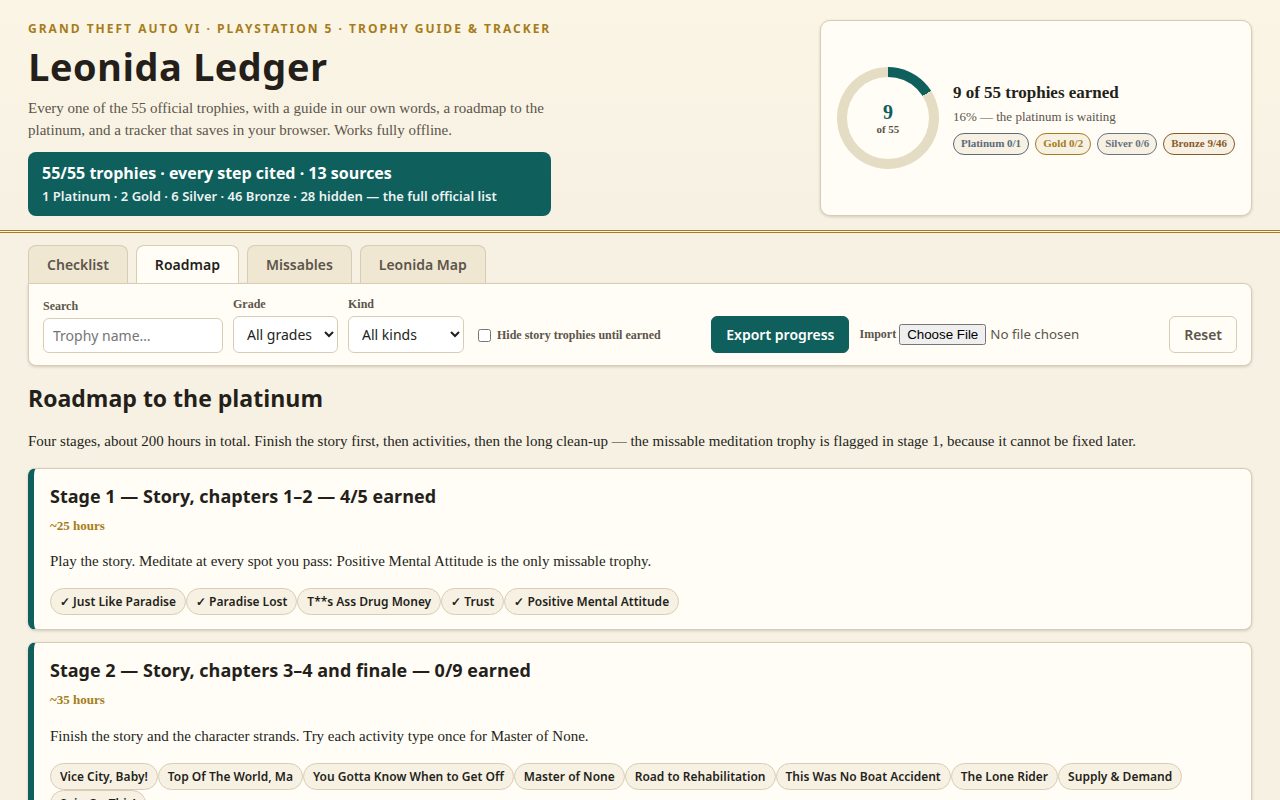 GRAND THEFT AUTO VI · PLAYSTATION 5 · TROPHY GUIDE & TRACKER
Leonida Ledger
Every one of the 55 official trophies, with a guide in our own words, a roadmap to the
platinum, and a tracker that saves in your browser. Works fully offline.
55/55 trophies · every step cited · 13 sources
1 Platinum · 2 Gold · 6 Silver · 46 Bronze · 28 hidden — the full official list
9
of 55
9 of 55 trophies earned
16% — the platinum is waiting
Platinum 0/1 Gold 0/2 Silver 0/6 Bronze 9/46
Checklist Roadmap Missables Leonida Map
Search
Trophy name...
Grade
All grades
Kind
All kinds
Hide story trophies until earned
Export progress
Import Choose File No file chosen
Reset
Roadmap to the platinum
Four stages, about 200 hours in total. Finish the story first, then activities, then the long clean-up — the missable meditation trophy is flagged in stage 1, because it cannot be fixed later.
Stage 1 — Story, chapters 1–2 — 4/5 earned
~25 hours
Play the story. Meditate at every spot you pass: Positive Mental Attitude is the only missable trophy.
✓ Just Like Paradise ✓ Paradise Lost T**s Ass Drug Money ✓ Trust ✓ Positive Mental Attitude
Stage 2 — Story, chapters 3–4 and finale — 0/9 earned
~35 hours
Finish the story and the character strands. Try each activity type once for Master of None.
Vice City, Baby! Top Of The World, Ma You Gotta Know When to Get Off Master of None Road to Rehabilitation This Was No Boat Accident The Lone Rider Supply & Demand